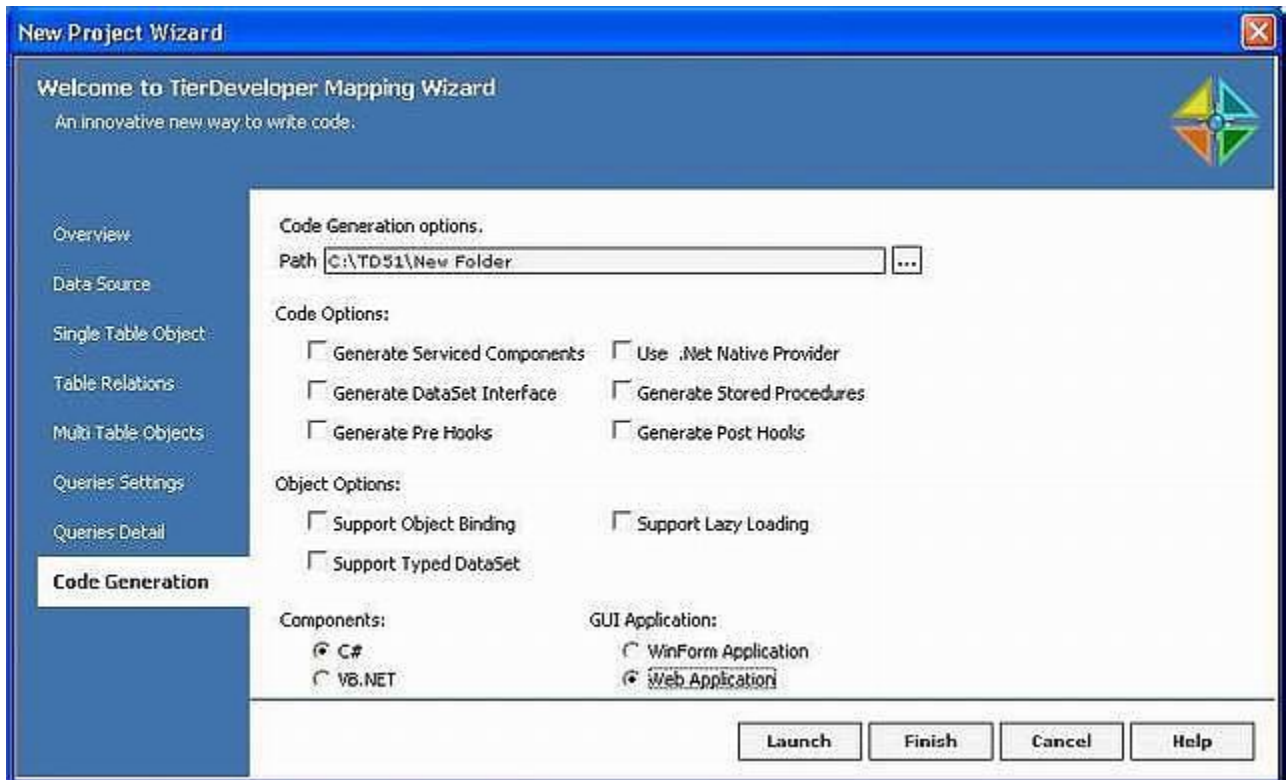 New Project Wizard
Welcome to TierDeveloper Mapping Wizard
An innovative new way to write code.
Overview
Data Source
Single Table Object
Table Relations
Multi Table Objects
Queries Settings
Queries Detail
Code Generation
Code Generation options.
Path C:\TD51\New Folder ...
Code Options:
Generate Serviced Components Use .Net Native Provider
Generate DataSet Interface Generate Stored Procedures
Generate Pre Hooks Generate Post Hooks
Object Options:
Support Object Binding Support Lazy Loading
Support Typed DataSet
Components: GUI Application:
C# WinForm Application
VB.NET Web Application
Launch Finish Cancel Help